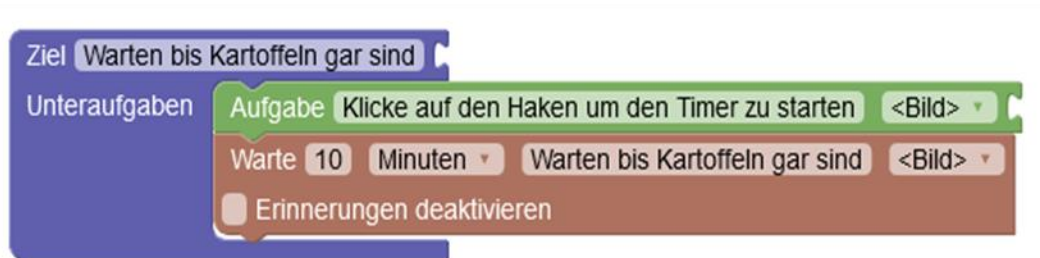 Ziel Warten bis Kartoffeln gar sind
Unteraufgaben Aufgabe Klicke auf den Haken um den Timer zu starten <Bild>
Warte 10 Minuten Warten bis Kartoffeln gar sind <Bild>
Erinnerungen deaktivieren